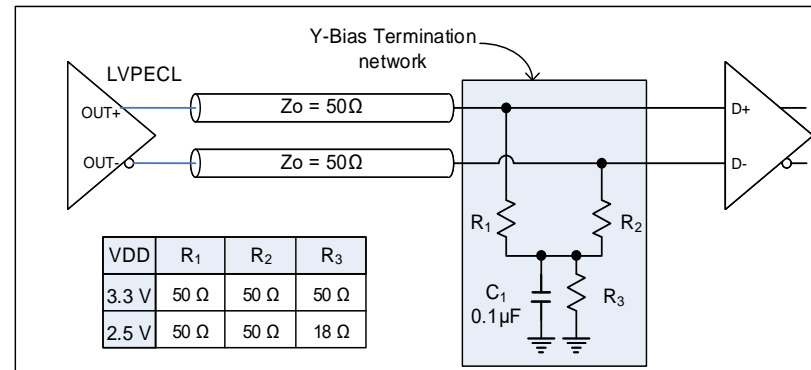 Y-Bias Termination
network
LVPECL
OUT+
Zo = 50Ω
D+
OUT-
Zo = 50Ω
D-
R1
R2
VDD R1 R2 R3
3.3 V 50 Ω 50 Ω 50 Ω
2.5 V 50 Ω 50 Ω 18 Ω
C1
0.1µF
R3